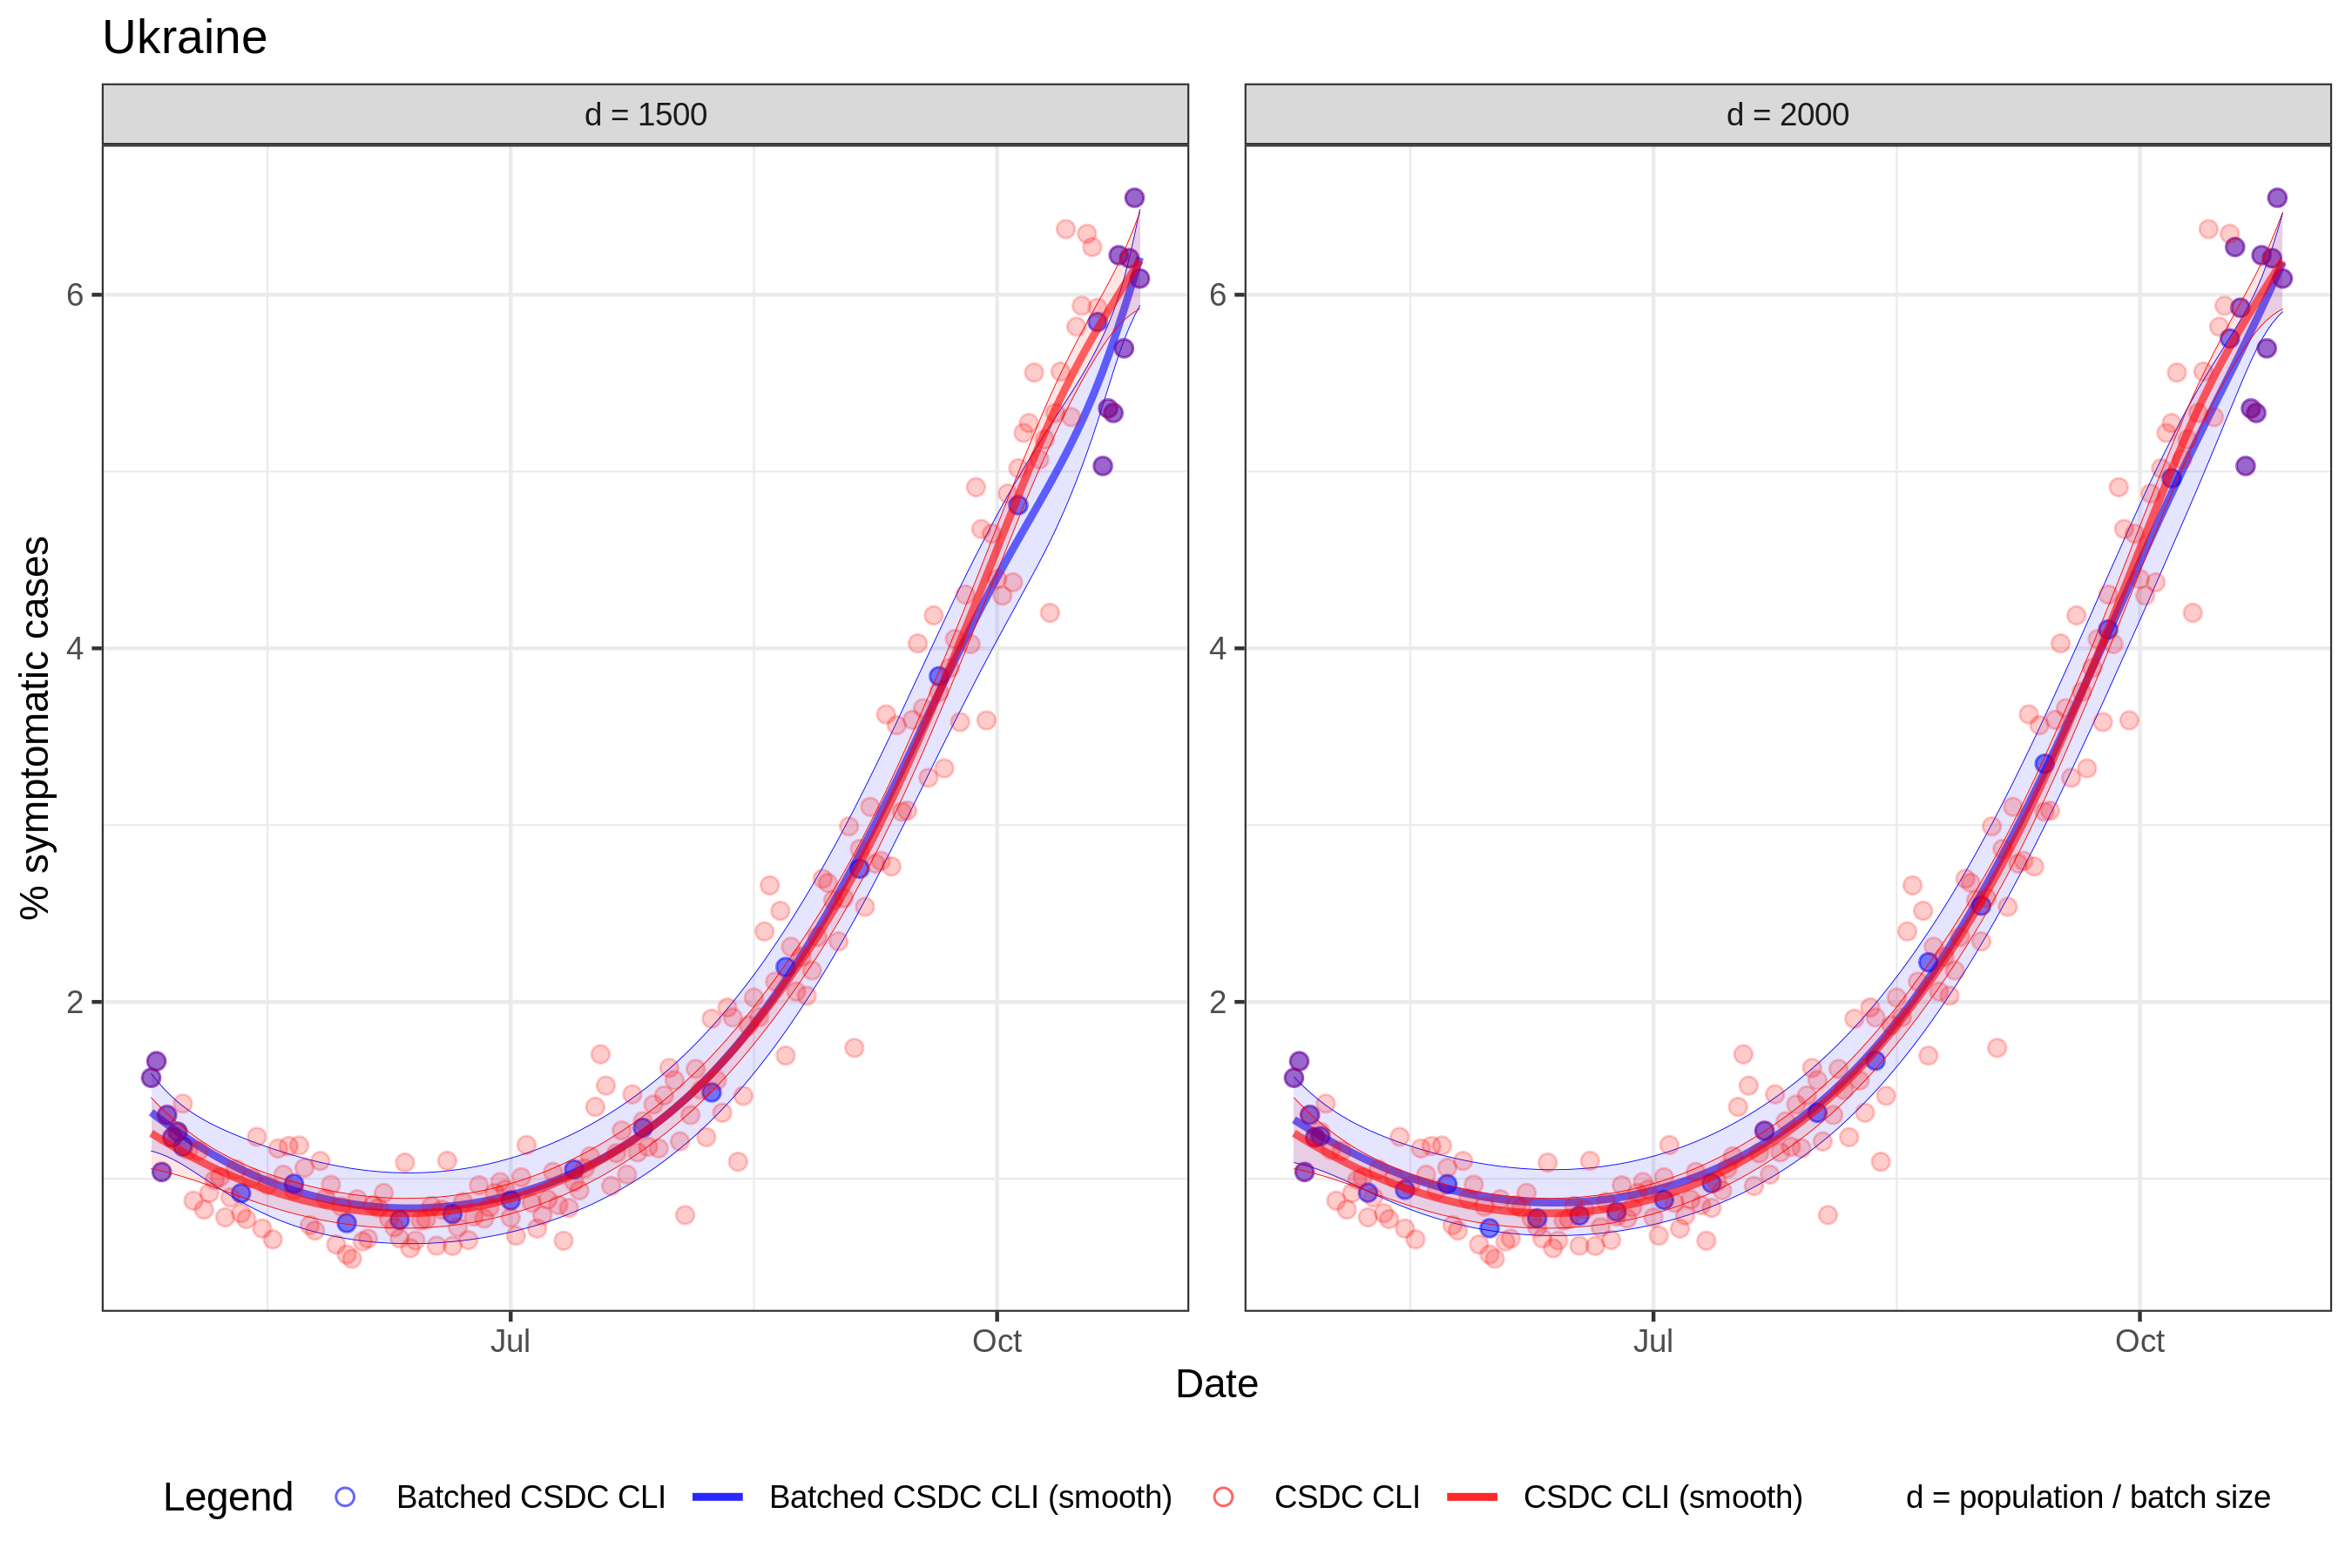 Ukraine
d = 1500
d = 2000
% symptomatic cases
6
4
2
6
4
2
Jul
Oct
Jul
Oct
Date
Legend
Batched CSDC CLI
Batched CSDC CLI (smooth)
CSDC CLI
CSDC CLI (smooth)
d = population / batch size